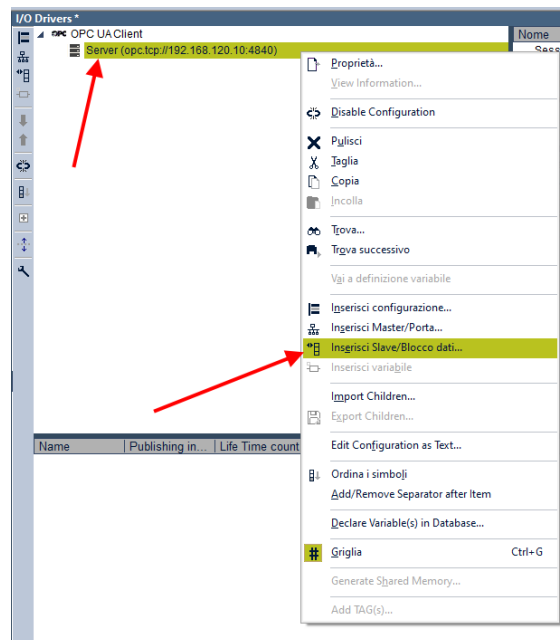 I/O Drivers *
OPC OPC UA Client
Server (opc.tcp://192.168.120.10:4840)
Nome
Sess
Proprietà...
View Information...
Disable Configuration
Pulisci
Taglia
Copia
Incolla
Trova...
Trova successivo
Vai a definizione variabile
Inserisci configurazione...
Inserisci Master/Porta...
Inserisci Slave/Blocco dati...
Inserisci variabile
Import Children...
Export Children...
Name
Publishing in...
Life Time count
Edit Configuration as Text...
Ordina i simboli
Add/Remove Separator after Item
Declare Variable(s) in Database...
Griglia Ctrl+G
Generate Shared Memory...
Add TAG(s)...